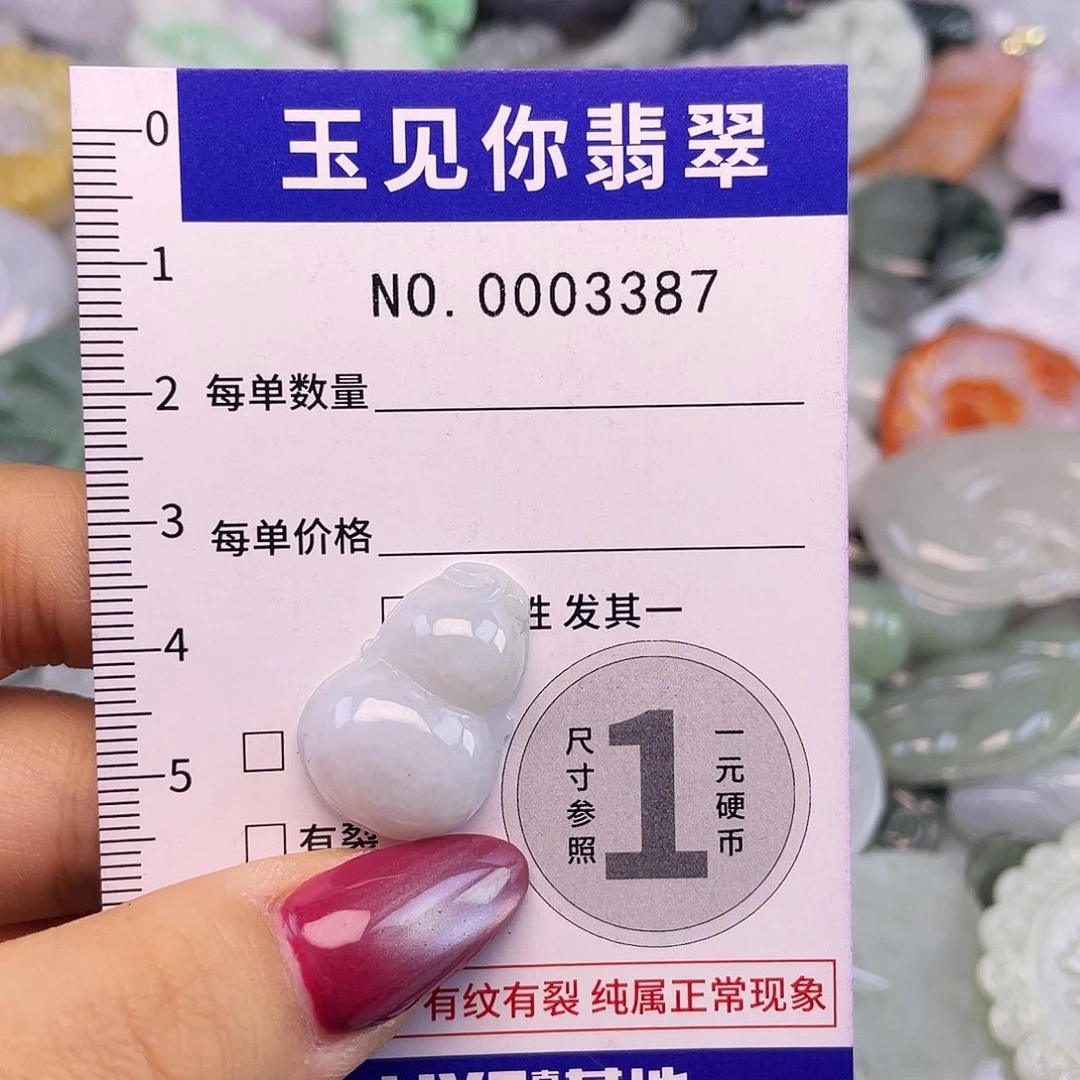 玉见你翡翠
0
1
NO.0003387
2
每单数量
3
每单价格
性 发其一
4
尺寸参照
1
一元硬币
5
有裂
有纹有裂 纯属正常现象